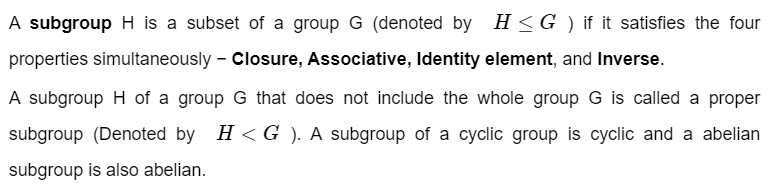 A subgroup H is a subset of a group G (denoted by H ≤ G ) if it satisfies the four
properties simultaneously − Closure, Associative, Identity element, and Inverse.
A subgroup H of a group G that does not include the whole group G is called a proper
subgroup (Denoted by H < G ). A subgroup of a cyclic group is cyclic and a abelian
subgroup is also abelian.